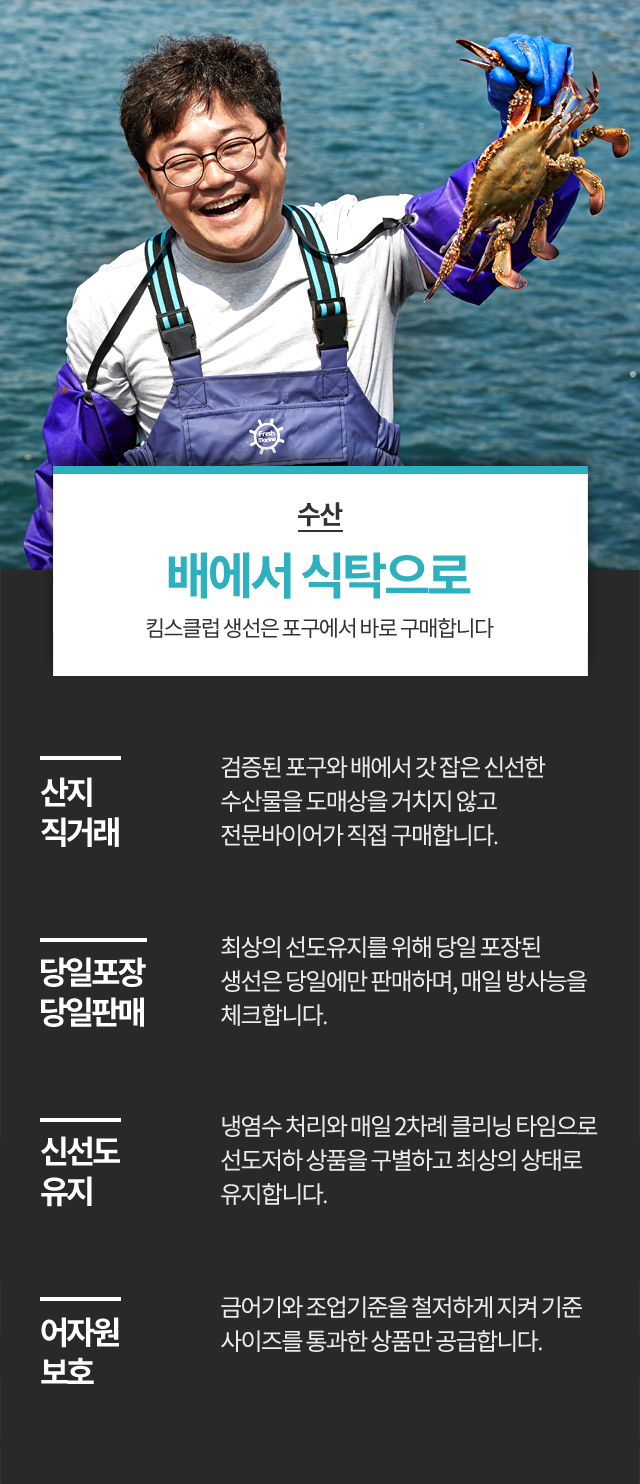 Fresh
Marine
수산
배에서 식탁으로
킴스클럽 생선은 포구에서 바로 구매합니다
산지
직거래
검증된 포구와 배에서 갓 잡은 신선한
수산물을 도매상을 거치지 않고
전문바이어가 직접 구매합니다.
당일포장
당일판매
최상의 선도유지를 위해 당일 포장된
생선은 당일에만 판매하며, 매일 방사능을
체크합니다.
신선도
유지
냉염수 처리와 매일 2차례 클리닝 타임으로
선도저하 상품을 구별하고 최상의 상태로
유지합니다.
어자원
보호
금어기와 조업기준을 철저하게 지켜 기준
사이즈를 통과한 상품만 공급합니다.